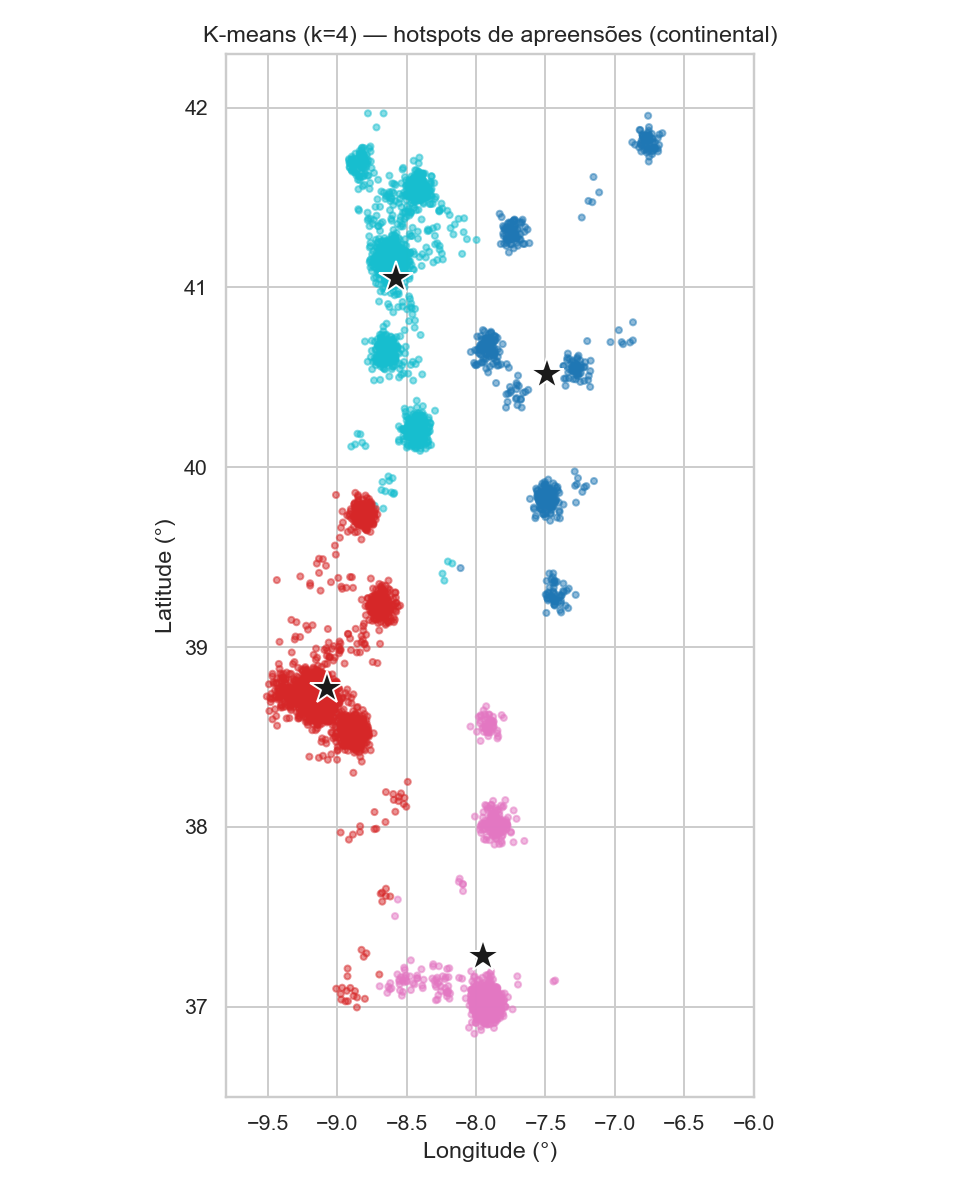 K-means (k=4) — hotspots de apreensões (continental)
42
41
40
39
38
37
Latitude (°)
−9.5 −9.0 −8.5 −8.0 −7.5 −7.0 −6.5 −6.0
Longitude (°)